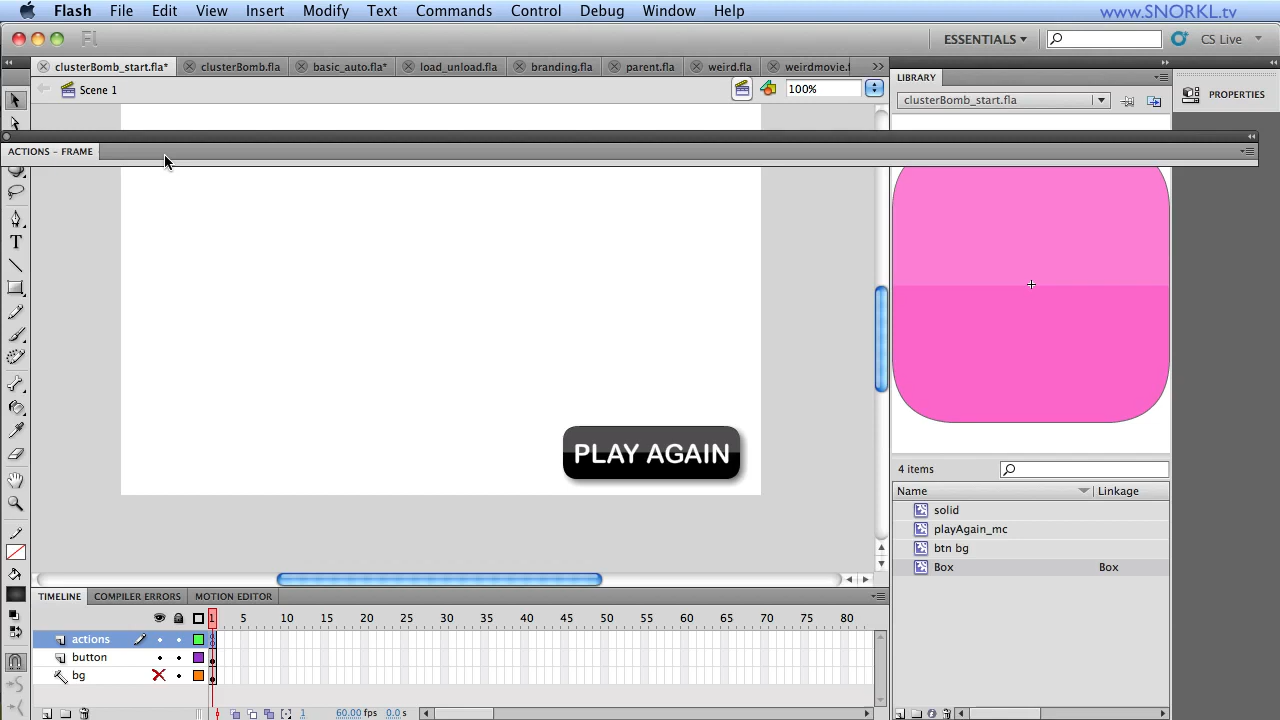 Flash File Edit View Insert Modify Text Commands Control Debug Window Help www.SNORKL.tv
Fl ESSENTIALS CS Live
clusterBomb_start.fla* clusterBomb.fla basic_auto.fla* load_unload.fla branding.fla parent.fla weird.fla weirdmovie.f
LIBRARY
Scene 1 100%
clusterBomb_start.fla PROPERTIES
ACTIONS – FRAME
T
PLAY AGAIN
4 items
Name Linkage
solid
playAgain_mc
btn bg
Box Box
TIMELINE COMPILER ERRORS MOTION EDITOR
1 5 10 15 20 25 30 35 40 45 50 55 60 65 70 75 80
actions
button
bg
1 60.00 fps 0.0 s